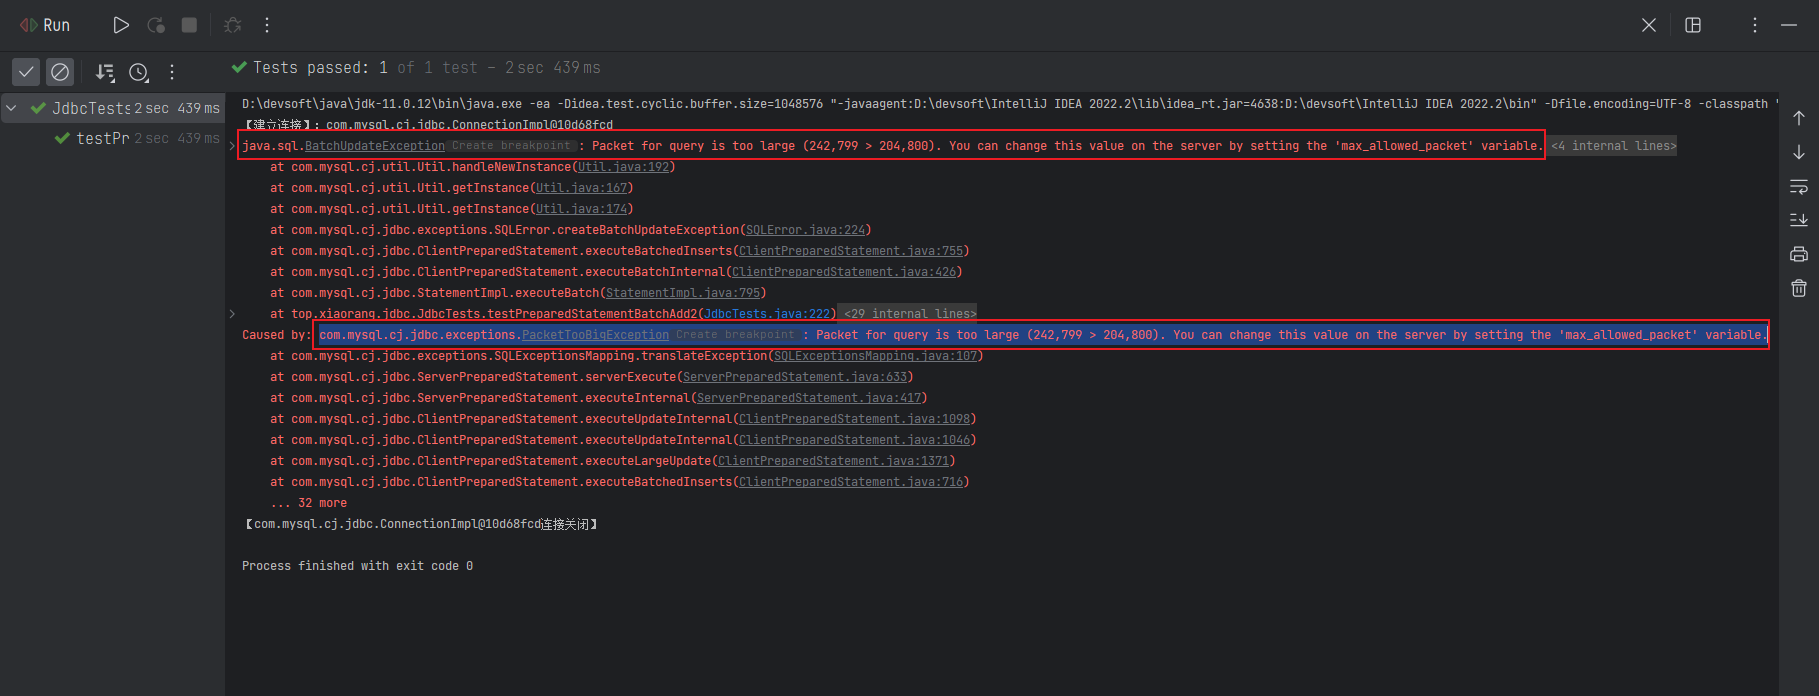 Run
Tests passed: 1 of 1 test – 2 sec 439 ms
JdbcTests 2 sec 439 ms
testPr 2 sec 439 ms
D:\devsoft\java\jdk-11.0.12\bin\java.exe -ea -Didea.test.cyclic.buffer.size=1048576 "-javaagent:D:\devsoft\IntelliJ IDEA 2022.2\lib\idea_rt.jar=4638:D:\devsoft\IntelliJ IDEA 2022.2\bin" -Dfile.encoding=UTF-8 -classpath "
【建立连接】：com.mysql.cj.jdbc.ConnectionImpl@10d68fcd
java.sql.BatchUpdateException Create breakpoint : Packet for query is too large (242,799 > 204,800). You can change this value on the server by setting the 'max_allowed_packet' variable. <4 internal lines>
at com.mysql.cj.util.Util.handleNewInstance(Util.java:192)
at com.mysql.cj.util.Util.getInstance(Util.java:167)
at com.mysql.cj.util.Util.getInstance(Util.java:174)
at com.mysql.cj.jdbc.exceptions.SQLError.createBatchUpdateException(SQLError.java:224)
at com.mysql.cj.jdbc.ClientPreparedStatement.executeBatchedInserts(ClientPreparedStatement.java:755)
at com.mysql.cj.jdbc.ClientPreparedStatement.executeBatchInternal(ClientPreparedStatement.java:426)
at com.mysql.cj.jdbc.StatementImpl.executeBatch(StatementImpl.java:795)
at top.xiaorang.jdbc.JdbcTests.testPreparedStatementBatchAdd2(JdbcTests.java:222) <29 internal lines>
Caused by: com.mysql.cj.jdbc.exceptions.PacketTooBigException Create breakpoint : Packet for query is too large (242,799 > 204,800). You can change this value on the server by setting the 'max_allowed_packet' variable.
at com.mysql.cj.jdbc.exceptions.SQLExceptionsMapping.translateException(SQLExceptionsMapping.java:107)
at com.mysql.cj.jdbc.ServerPreparedStatement.serverExecute(ServerPreparedStatement.java:633)
at com.mysql.cj.jdbc.ServerPreparedStatement.executeInternal(ServerPreparedStatement.java:417)
at com.mysql.cj.jdbc.ClientPreparedStatement.executeUpdateInternal(ClientPreparedStatement.java:1098)
at com.mysql.cj.jdbc.ClientPreparedStatement.executeUpdateInternal(ClientPreparedStatement.java:1046)
at com.mysql.cj.jdbc.ClientPreparedStatement.executeLargeUpdate(ClientPreparedStatement.java:1371)
at com.mysql.cj.jdbc.ClientPreparedStatement.executeBatchedInserts(ClientPreparedStatement.java:716)
... 32 more
【com.mysql.cj.jdbc.ConnectionImpl@10d68fcd连接关闭】
Process finished with exit code 0